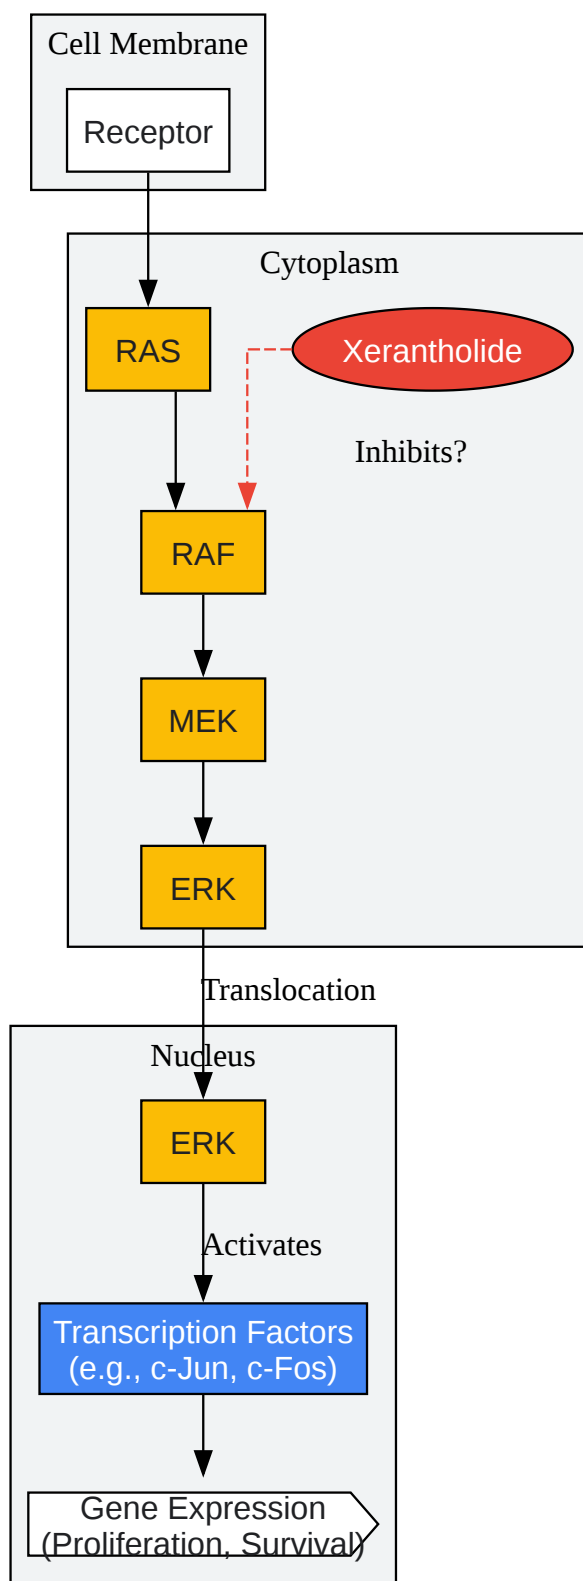 Cell Membrane
Receptor
Cytoplasm
RAS
Xerantholide
Inhibits?
RAF
MEK
ERK
Translocation
Nucleus
ERK
Activates
Transcription Factors
(e.g., c-Jun, c-Fos)
Gene Expression
(Proliferation, Survival)